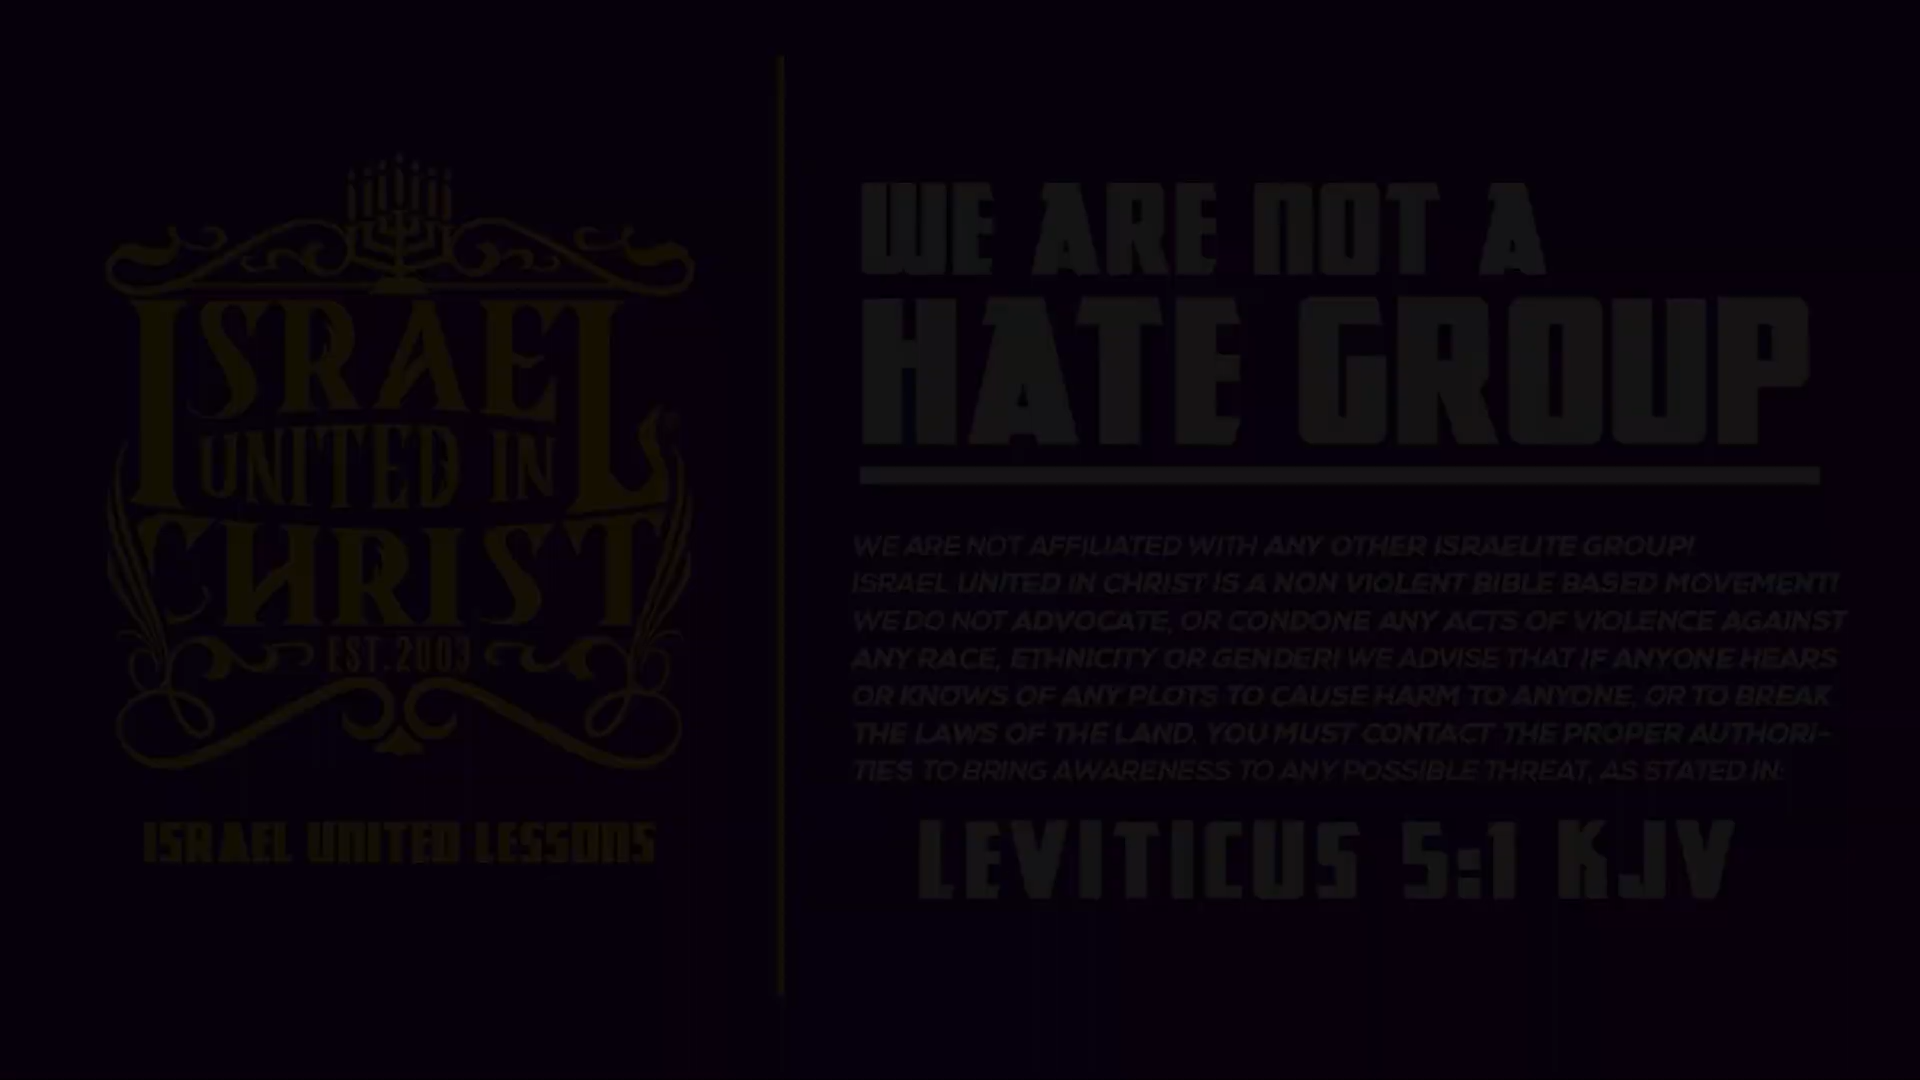 ISRAEL
UNITED IN
CHRIST
EST. 2003
ISRAEL UNITED LESSONS
WE ARE NOT A
HATE GROUP
WE ARE NOT AFFILIATED WITH ANY OTHER ISRAELITE GROUP!
ISRAEL UNITED IN CHRIST IS A NON VIOLENT BIBLE BASED MOVEMENT!
WE DO NOT ADVOCATE, OR CONDONE ANY ACTS OF VIOLENCE AGAINST
ANY RACE, ETHNICITY OR GENDER! WE ADVISE THAT IF ANYONE HEARS
OR KNOWS OF ANY PLOTS TO CAUSE HARM TO ANYONE, OR TO BREAK
THE LAWS OF THE LAND. YOU MUST CONTACT THE PROPER AUTHORI-
TIES TO BRING AWARENESS TO ANY POSSIBLE THREAT, AS STATED IN:
LEVITICUS 5:1 KJV